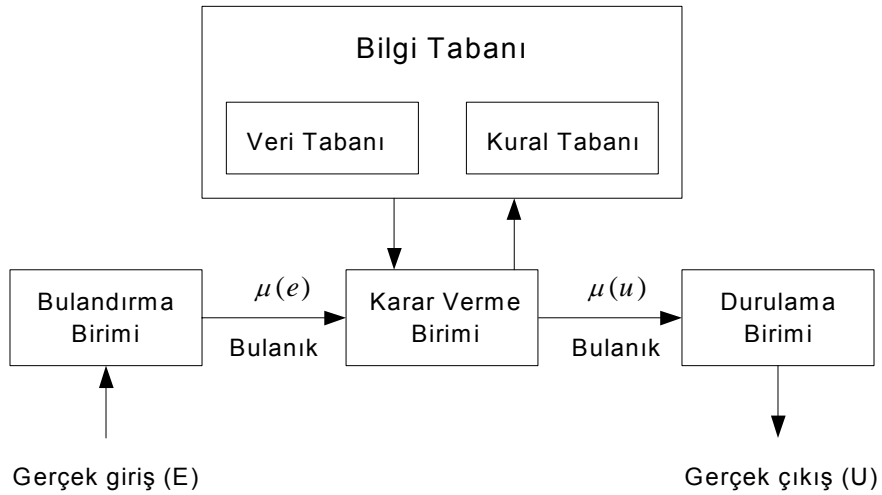 Bilgi Tabanı
Veri Tabanı
Kural Tabanı
Bulandırma
Birimi
μ(e)
Bulanık
Karar Verme
Birimi
μ(u)
Bulanık
Durulama
Birimi
Gerçek giriş (E)
Gerçek çıkış (U)